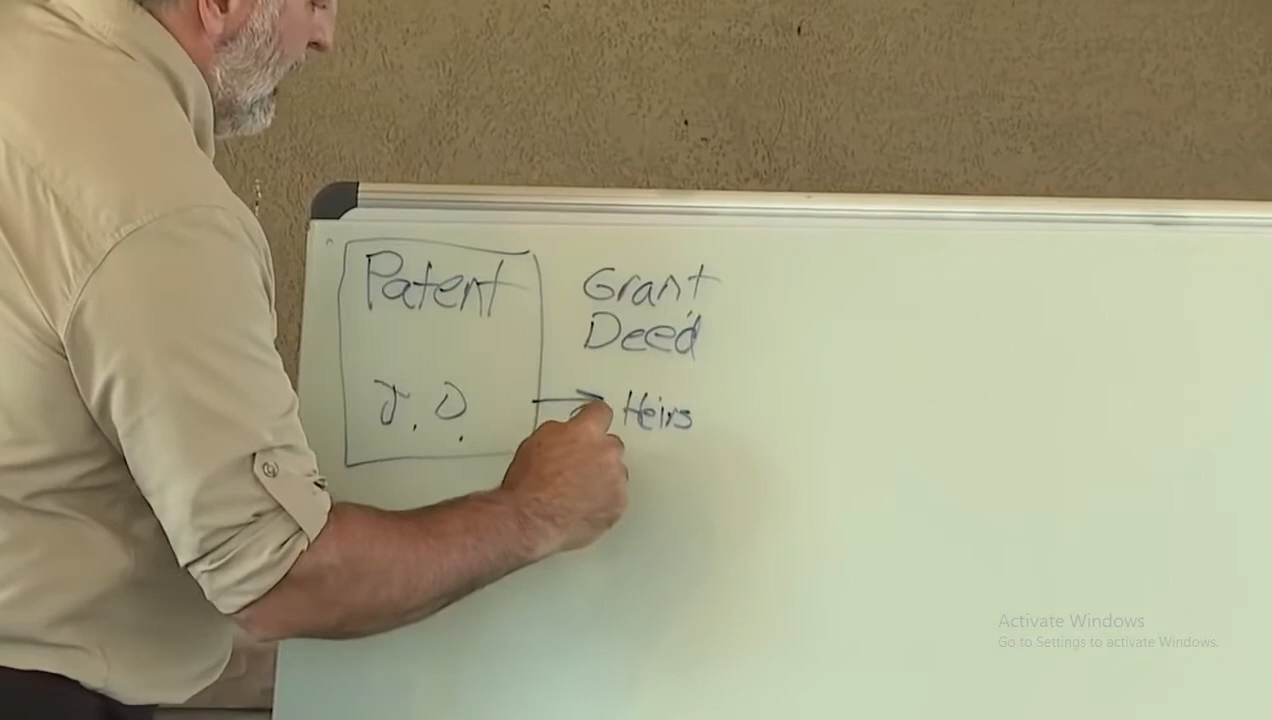 Patent
Grant
Deed
J. D.
Heirs
Activate Windows
Go to Settings to activate Windows.